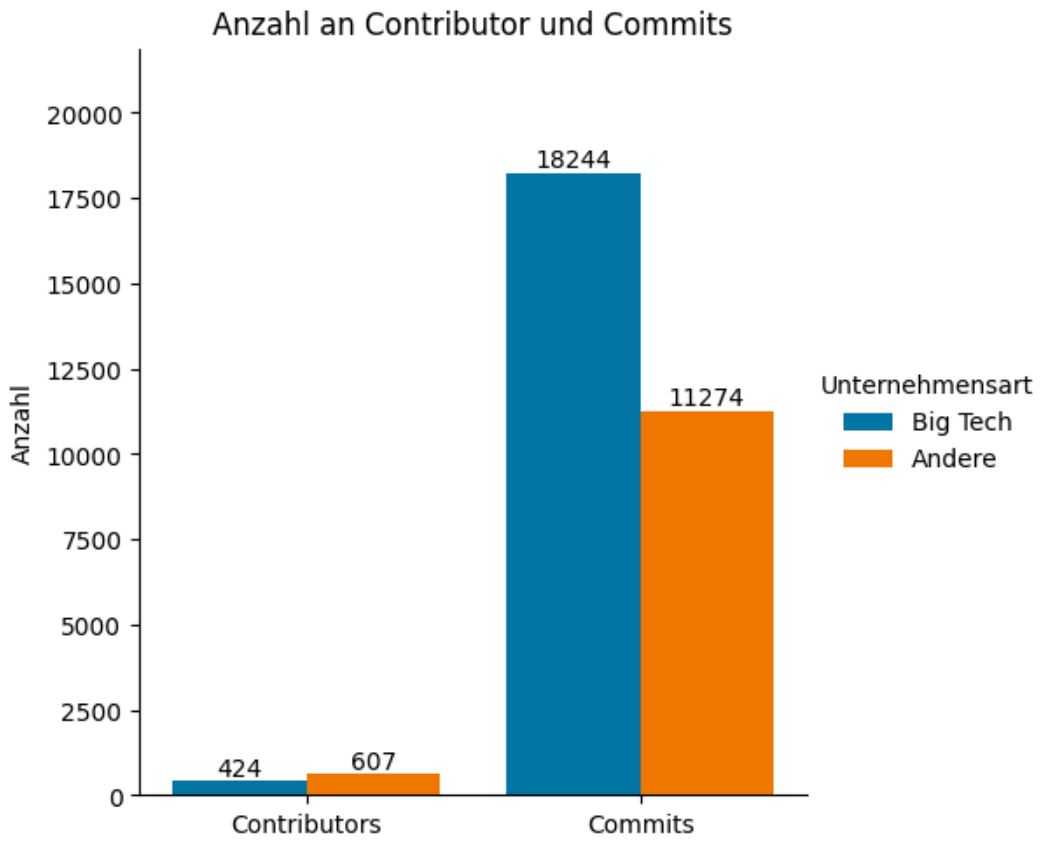 Anzahl an Contributor und Commits
Anzahl
20000
17500
15000
12500
10000
7500
5000
2500
0
18244
11274
424
607
Contributors
Commits
Unternehmensart
Big Tech
Andere